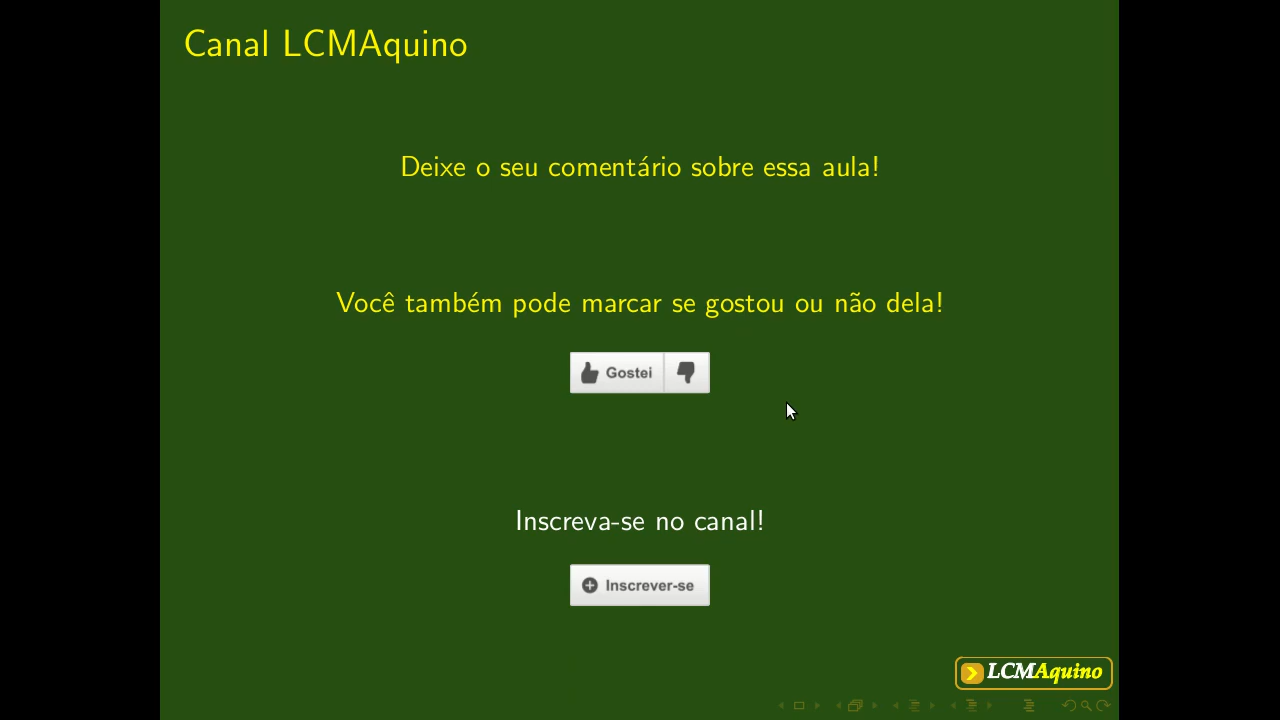 Canal LCMAquino
Deixe o seu comentário sobre essa aula!
Você também pode marcar se gostou ou não dela!
Gostei
Inscreva-se no canal!
Inscrever-se
LCMAquino